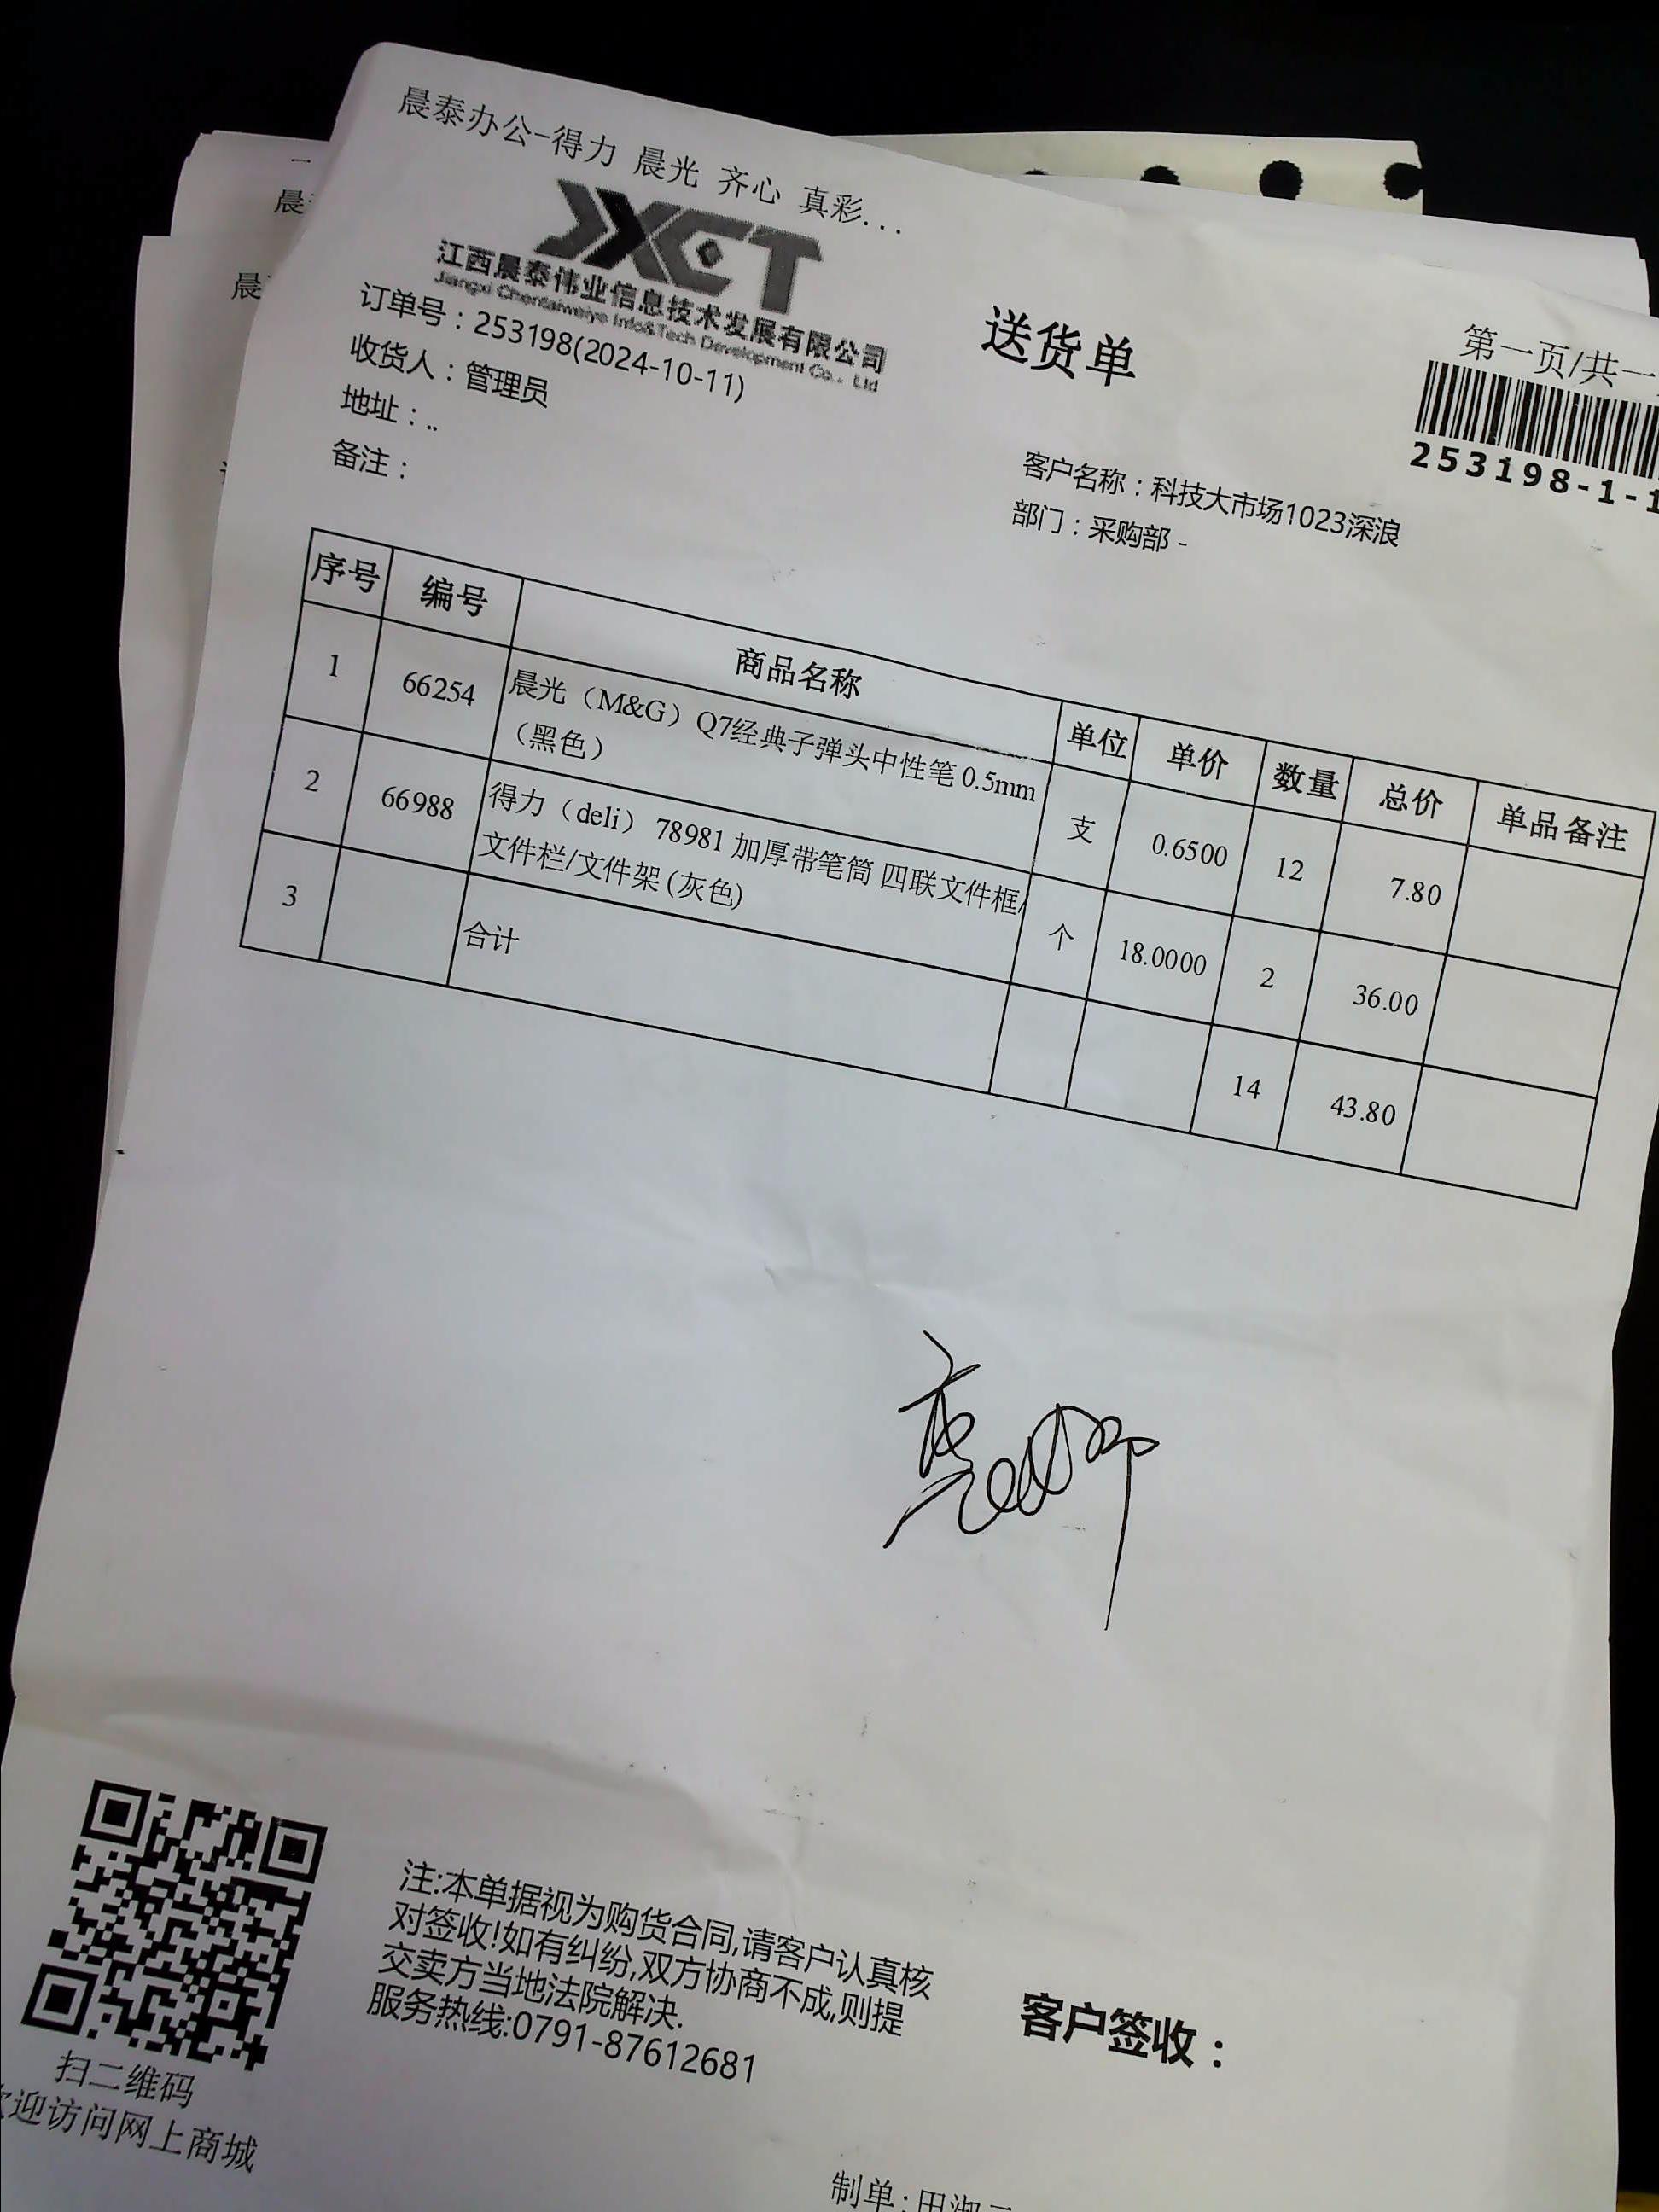 晨泰办公-得力 晨光 齐心 真彩...
JXCT
江西晨泰伟业信息技术发展有限公司
Jiangxi Chentaiweiye Info&Tech Development Co., Ltd
送货单
第一页/共一
253198-1-1
订单号：253198(2024-10-11)
收货人：管理员
地址：..
备注：
客户名称：科技大市场1023深浪
部门：采购部 -
序号 编号 商品名称 单位 单价 数量 总价 单品备注
1 66254 晨光（M&G）Q7经典子弹头中性笔 0.5mm 支 0.6500 12 7.80
（黑色）
2 66988 得力（deli） 78981 加厚带笔筒 四联文件框/ 个 18.0000 2 36.00
文件栏/文件架 (灰色)
3 合计 14 43.80
注:本单据视为购货合同,请客户认真核
对签收!如有纠纷,双方协商不成,则提
交卖方当地法院解决.
服务热线:0791-87612681
客户签收：
扫二维码
欢迎访问网上商城
制单:田淑